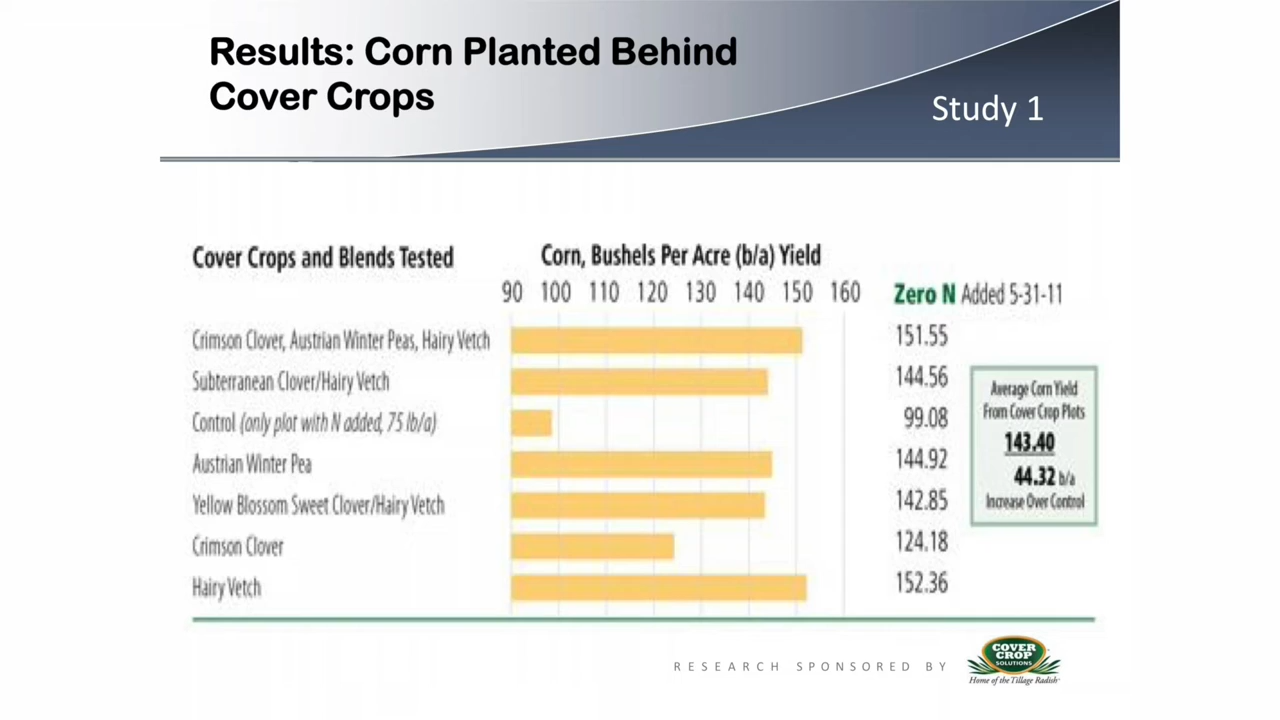 Results: Corn Planted Behind
Cover Crops
Study 1
Cover Crops and Blends Tested
Corn, Bushels Per Acre (b/a) Yield
90 100 110 120 130 140 150 160
Zero N Added 5-31-11
Crimson Clover, Austrian Winter Peas, Hairy Vetch
151.55
Subterranean Clover/Hairy Vetch
144.56
Control (only plot with N added, 75 lb/a)
99.08
Austrian Winter Pea
144.92
Yellow Blossom Sweet Clover/Hairy Vetch
142.85
Crimson Clover
124.18
Hairy Vetch
152.36
Average Corn Yield
From Cover Crop Plots
143.40
44.32 b/a
Increase Over Control
RESEARCH SPONSORED BY
COVER
CROP
SOLUTIONS
Home of the Tillage Radish